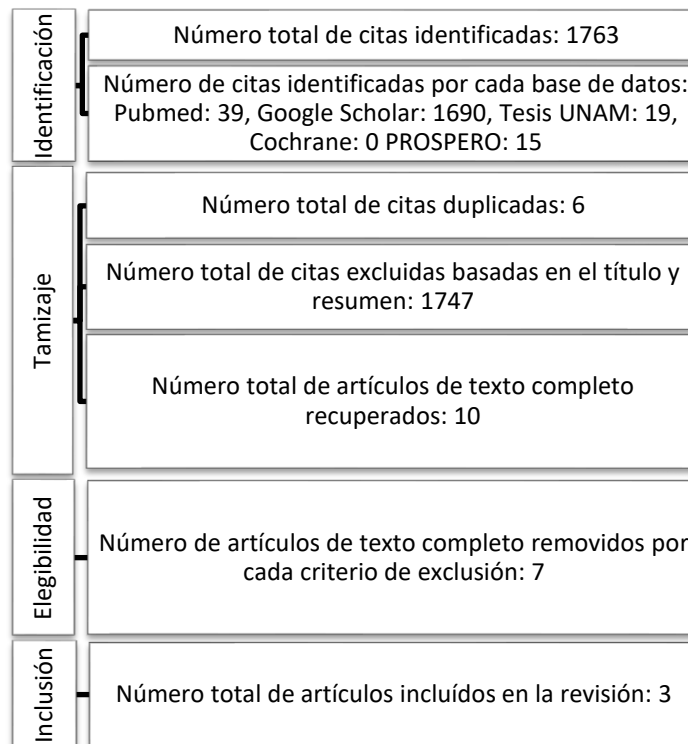 Identificación
Número total de citas identificadas: 1763
Número de citas identificadas por cada base de datos:
Pubmed: 39, Google Scholar: 1690, Tesis UNAM: 19,
Cochrane: 0 PROSPERO: 15
Tamizaje
Número total de citas duplicadas: 6
Número total de citas excluidas basadas en el título y
resumen: 1747
Número total de artículos de texto completo
recuperados: 10
Elegibilidad
Número de artículos de texto completo removidos por
cada criterio de exclusión: 7
Inclusión
Número total de artículos incluídos en la revisión: 3